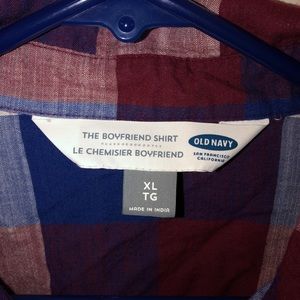 THE BOYFRIEND SHIRT
LE CHEMISIER BOYFRIEND
OLD NAVY
SAN FRANCISCO
CALIFORNIA
XL
TG
MADE IN INDIA